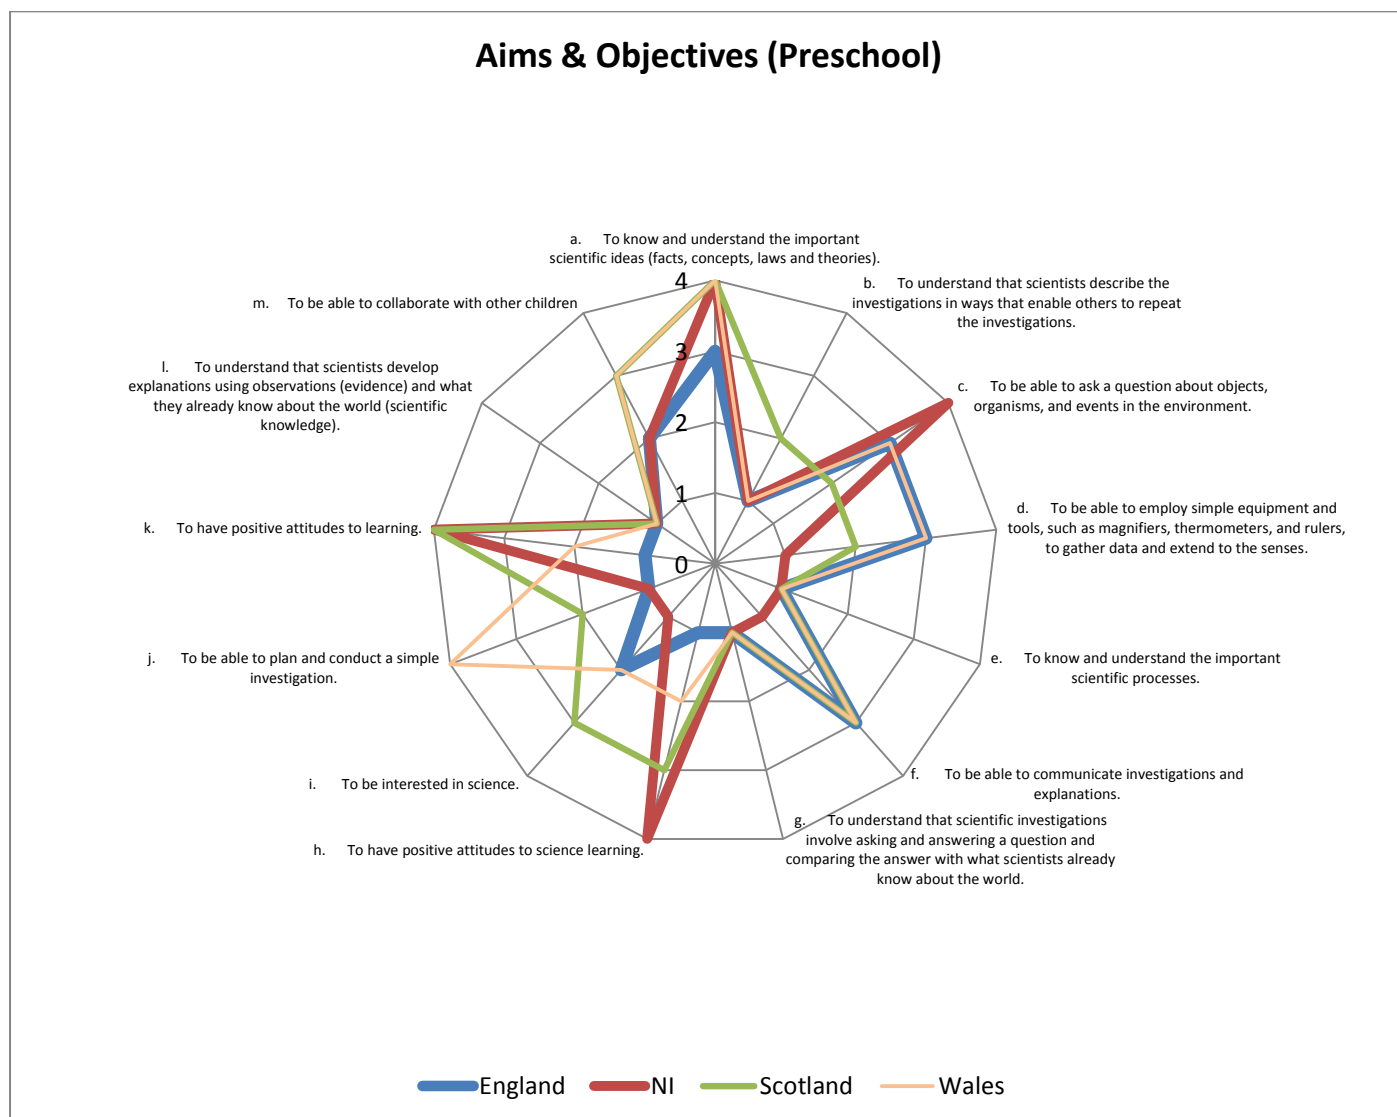 Aims & Objectives (Preschool)
a. To know and understand the important
scientific ideas (facts, concepts, laws and theories).
b. To understand that scientists describe the
investigations in ways that enable others to repeat
the investigations.
c. To be able to ask a question about objects,
organisms, and events in the environment.
d. To be able to employ simple equipment and
tools, such as magnifiers, thermometers, and rulers,
to gather data and extend to the senses.
e. To know and understand the important
scientific processes.
f. To be able to communicate investigations and
explanations.
g. To understand that scientific investigations
involve asking and answering a question and
comparing the answer with what scientists already
know about the world.
h. To have positive attitudes to science learning.
i. To be interested in science.
j. To be able to plan and conduct a simple
investigation.
k. To have positive attitudes to learning.
l. To understand that scientists develop
explanations using observations (evidence) and what
they already know about the world (scientific
knowledge).
m. To be able to collaborate with other children
4
3
2
1
0
England NI Scotland Wales